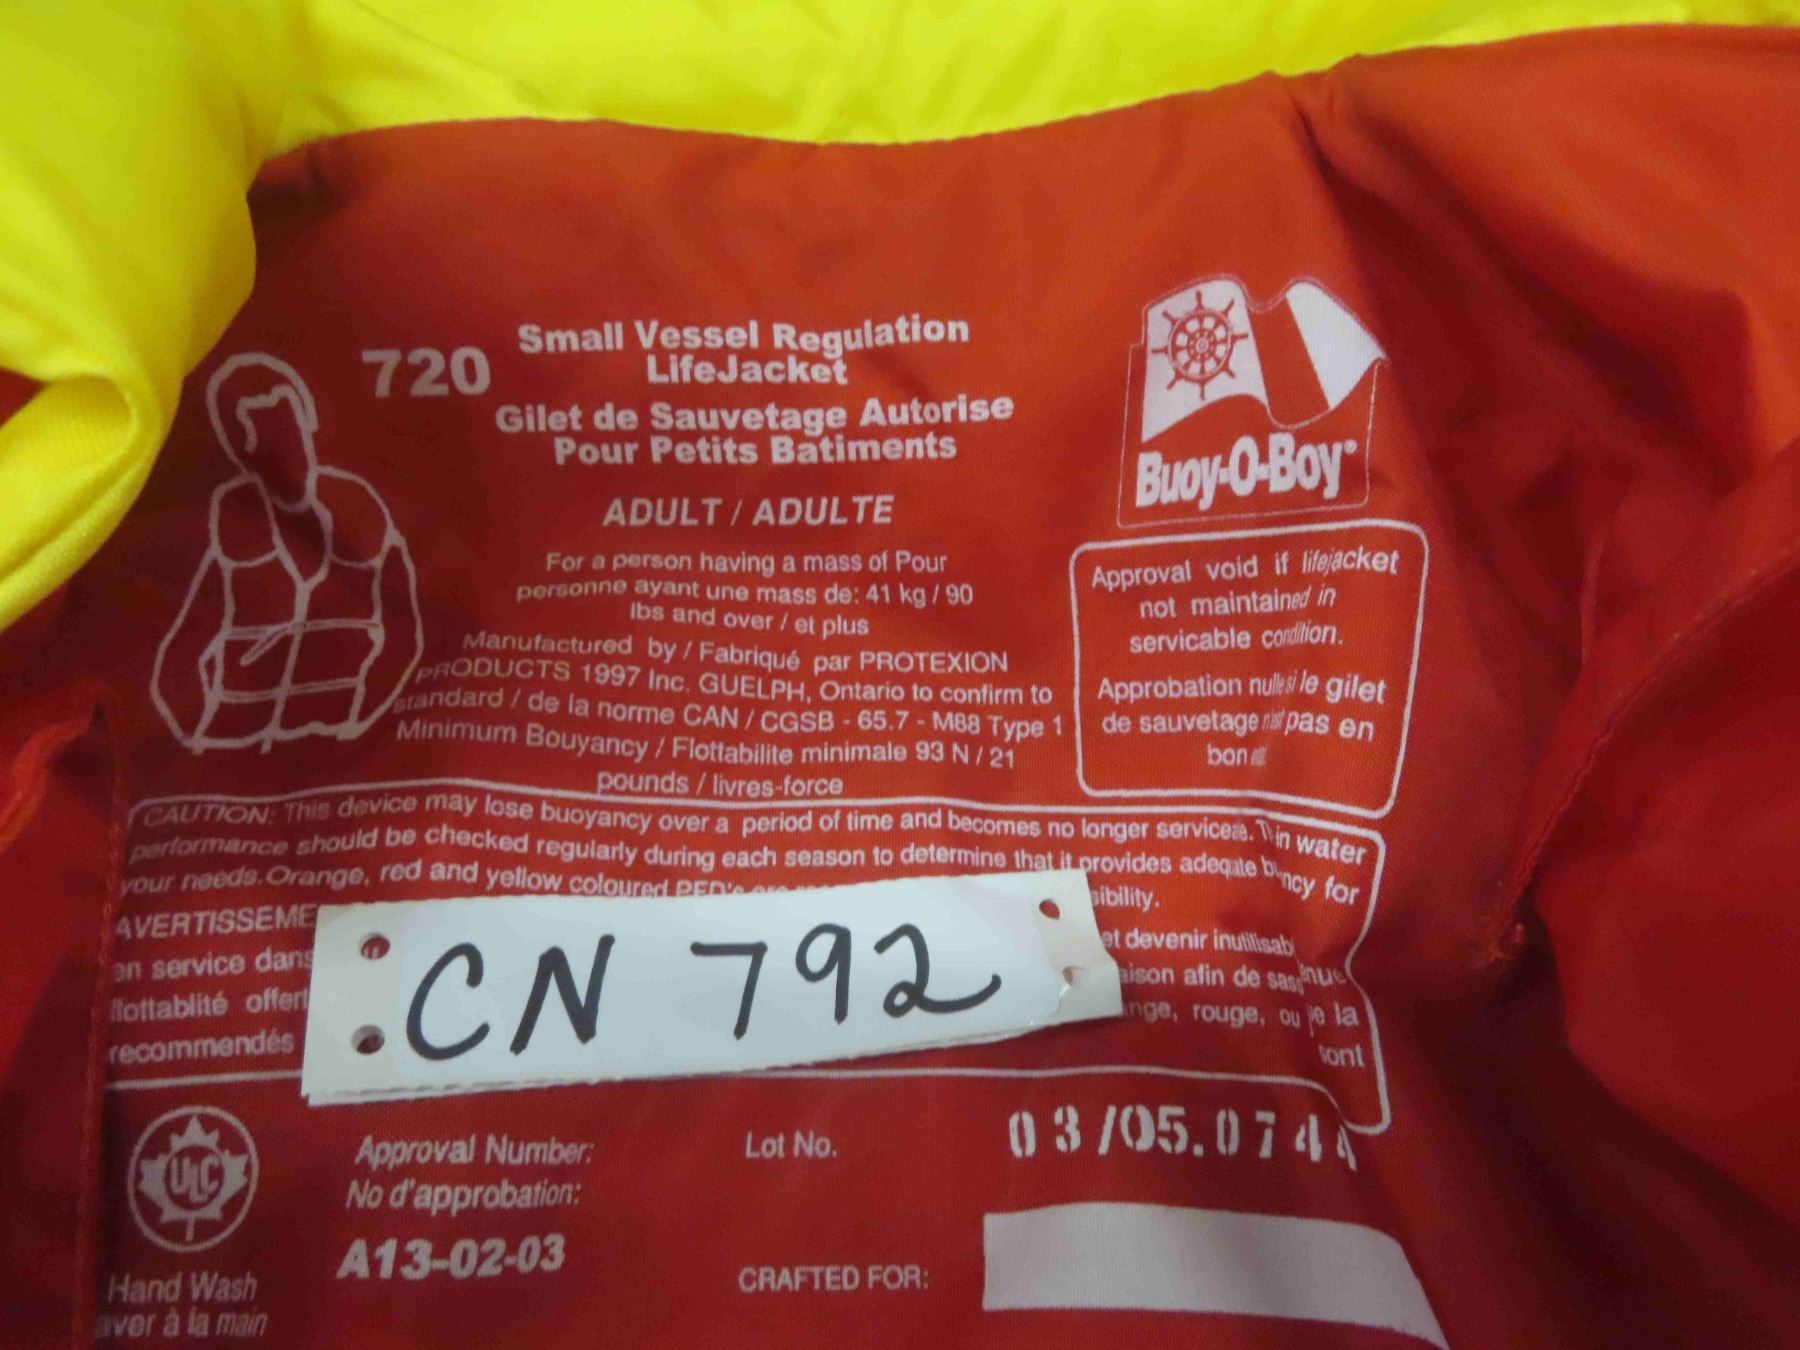 720
Small Vessel Regulation
LifeJacket
Gilet de Sauvetage Autorise
Pour Petits Batiments
ADULT / ADULTE
For a person having a mass of Pour
personne ayant une mass de: 41 kg / 90
lbs and over / et plus
Manufactured by / Fabriqué par PROTEXION
PRODUCTS 1997 Inc. GUELPH, Ontario to confirm to
standard / de la norme CAN / CGSB - 65.7 - M88 Type 1
Minimum Bouyancy / Flottabilite minimale 93 N / 21
pounds / livres-force
Buoy-O-Boy®
Approval void if lifejacket
not maintained in
servicable condition.
Approbation nulle si le gilet
de sauvetage pas en
bon
CAUTION: This device may lose buoyancy over a period of time and becomes no longer in water
performance should be checked regularly during each season to determine that it provides for
your needs. Orange, red and yellow coloured PFD's
en service dans et devenir
flottablité offert afin de
recommendés rouge, ou la
sont
CN 792
ULC
Hand Wash
à la main
Approval Number:
No d'approbation:
A13-02-03
Lot No.
03/05.0744
CRAFTED FOR: